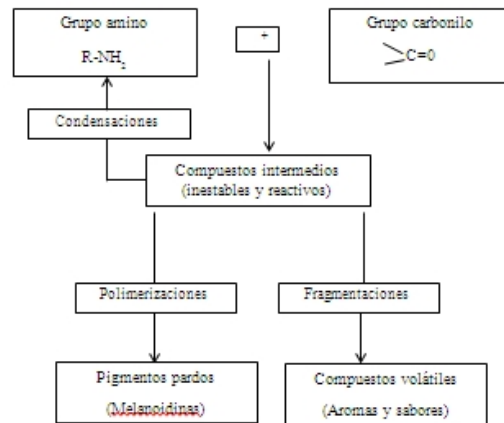 Grupo amino
R-NH2
+
Grupo carbonilo
C=0
Condensaciones
Compuestos intermedios
(inestables y reactivos)
Polimerizaciones
Fragmentaciones
Pigmentos pardos
(Melanoidinas)
Compuestos volátiles
(Aromas y sabores)